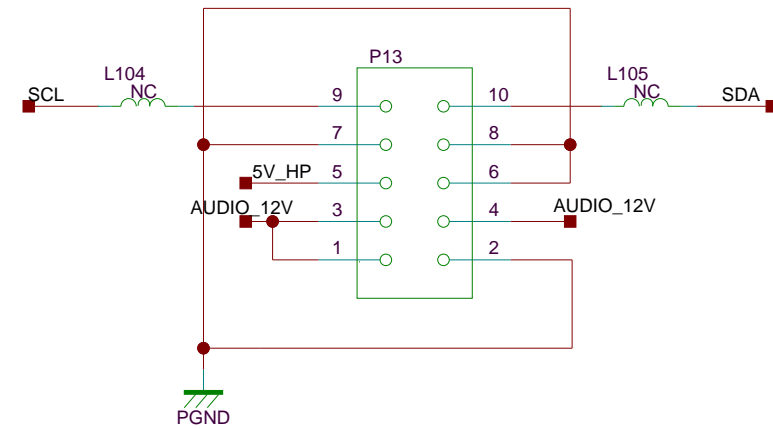 P13
L104
NC
L105
NC
SCL
9
10
SDA
7
8
5V_HP
5
6
AUDIO_12V
3
4
AUDIO_12V
1
2
PGND